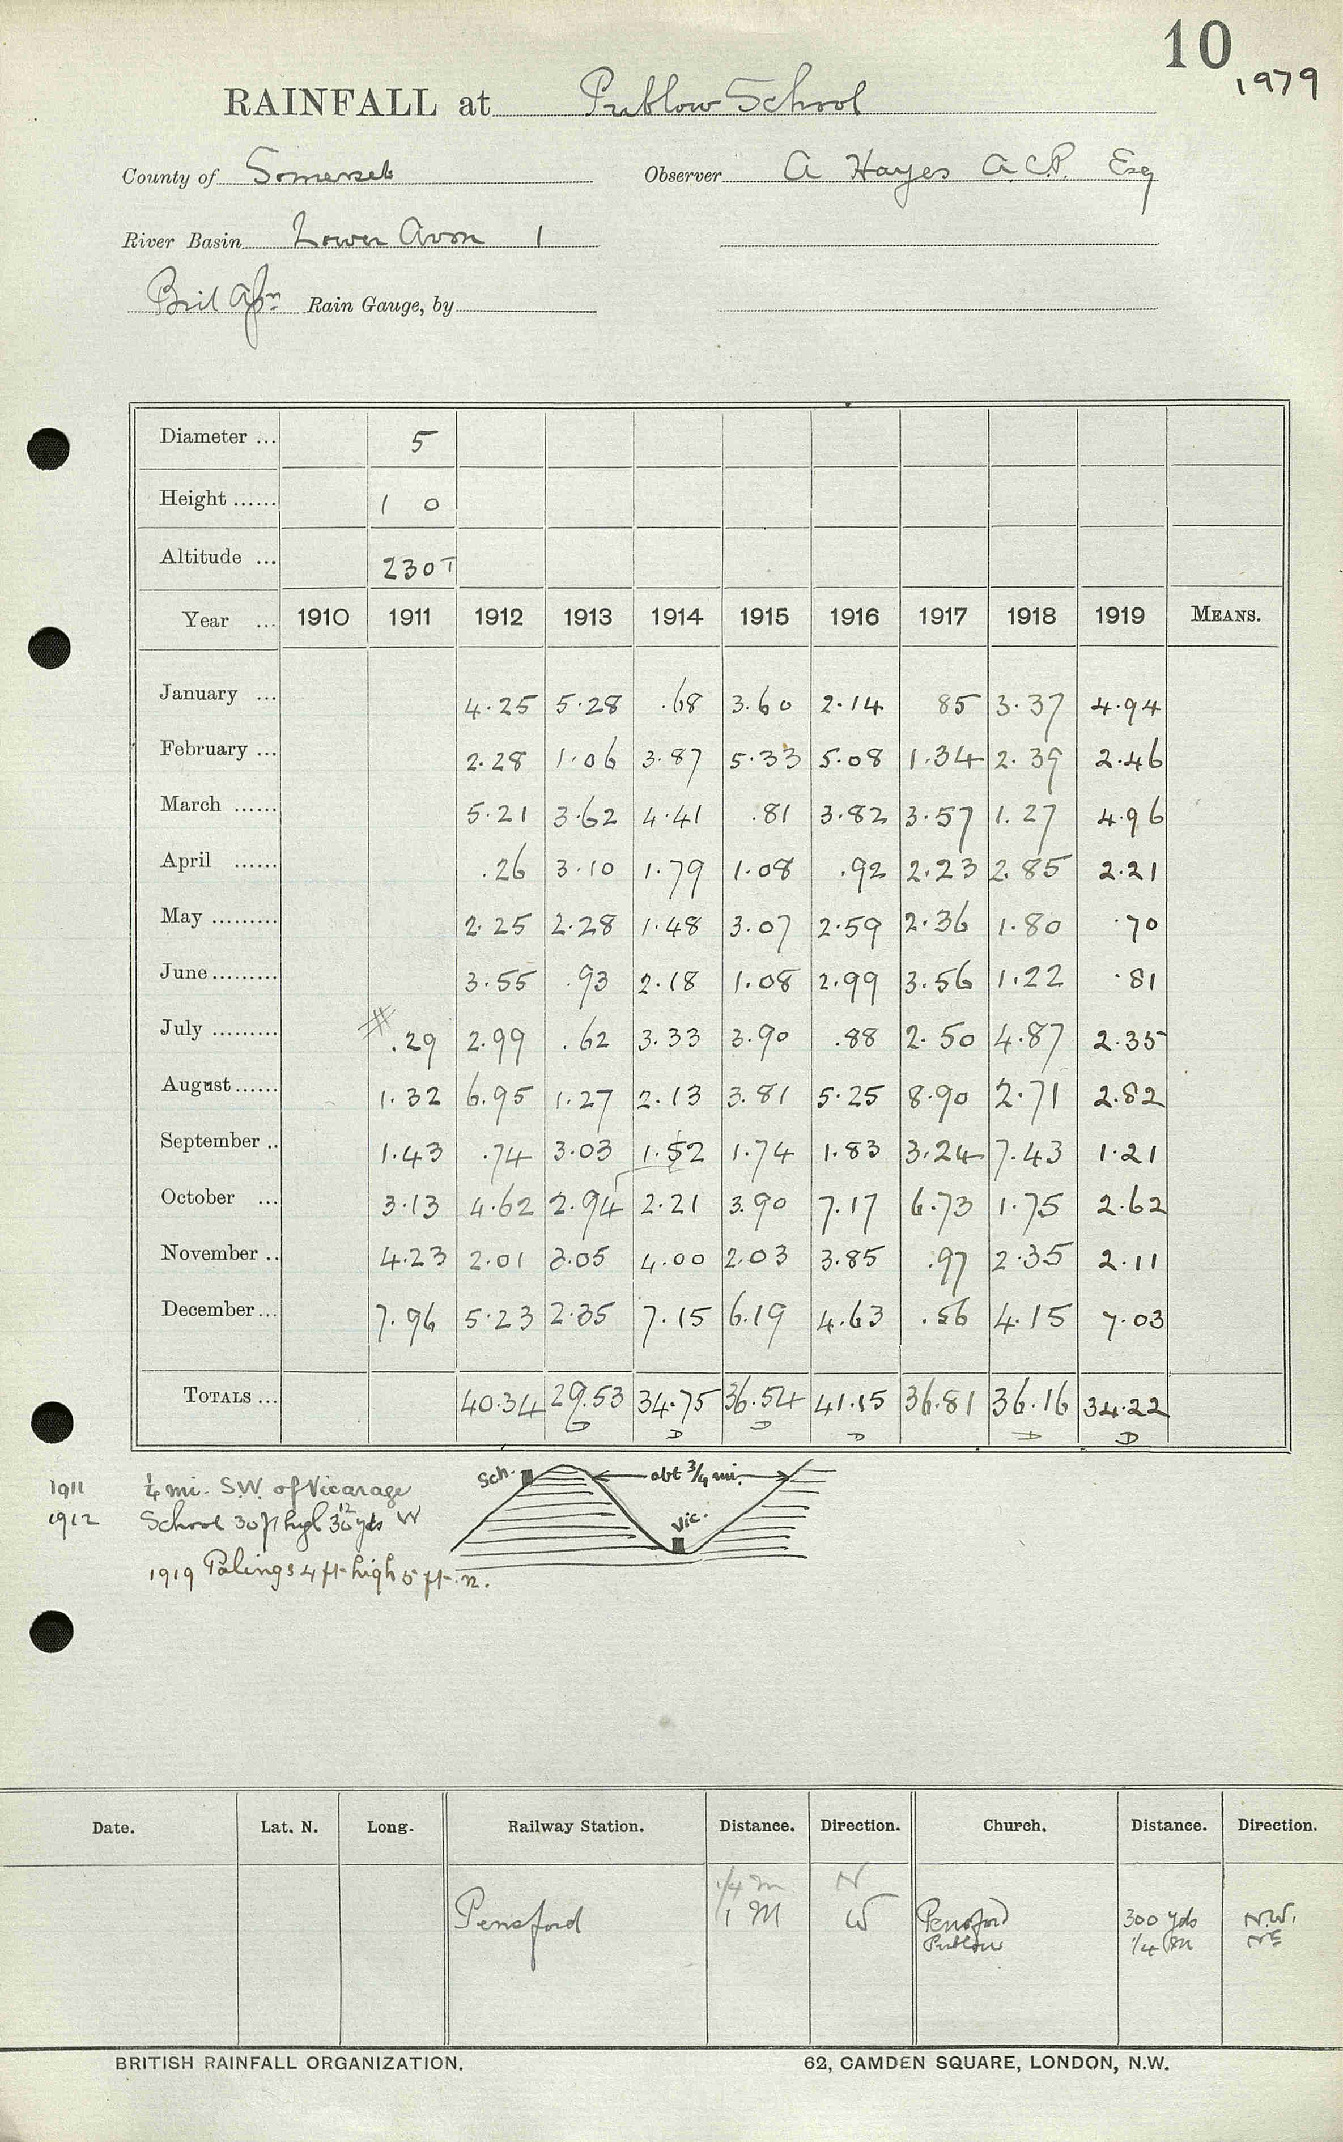 10
1979
RAINFALL at Publow School
County of Somerset Observer A Hayes A.C.P. Esq
River Basin Lower Avon 1
Rain Gauge, by
Diameter ... 5
Height ...... 1 0
Altitude ... 230T
Year ... 1910 1911 1912 1913 1914 1915 1916 1917 1918 1919 MEANS.
January ... 4.25 5.28 .68 3.60 2.14 85 3.37 4.94
February ... 2.28 1.06 3.87 5.33 5.08 1.34 2.39 2.46
March ...... 5.21 3.62 4.41 .81 3.82 3.57 1.27 4.96
April ...... .26 3.10 1.79 1.08 .92 2.23 2.85 2.21
May ......... 2.25 2.28 1.48 3.07 2.59 2.36 1.80 .70
June ......... 3.55 .93 2.18 1.08 2.99 3.56 1.22 .81
July ......... # .29 2.99 .62 3.33 3.90 .88 2.50 4.87 2.35
August ...... 1.32 6.95 1.27 2.13 3.81 5.25 8.90 2.71 2.82
September .. 1.43 .74 3.03 1.52 1.74 1.83 3.24 7.43 1.21
October ... 3.13 4.62 2.94 2.21 3.90 7.17 6.73 1.75 2.62
November .. 4.23 2.01 3.05 4.00 2.03 3.85 .97 2.35 2.11
December ... 7.96 5.23 2.35 7.15 6.19 4.63 .56 4.15 7.03
TOTALS ... 40.34 29.53 34.75 36.54 41.15 36.81 36.16 34.22
D D D D D D
1911 ¼ mi. S.W. of Vicarage
1912 School 30 ft high 12 yds W
1919 Palings 4 ft high 5 ft. n.
Sch. abt ¾ mi.
Vic.
Date. Lat. N. Long. Railway Station. Distance. Direction. Church. Distance. Direction.
1/4 m N
Pensford 1 M W Pensford 300 yds N.W.
Publow 1/4 m NE
BRITISH RAINFALL ORGANIZATION. 62, CAMDEN SQUARE, LONDON, N.W.